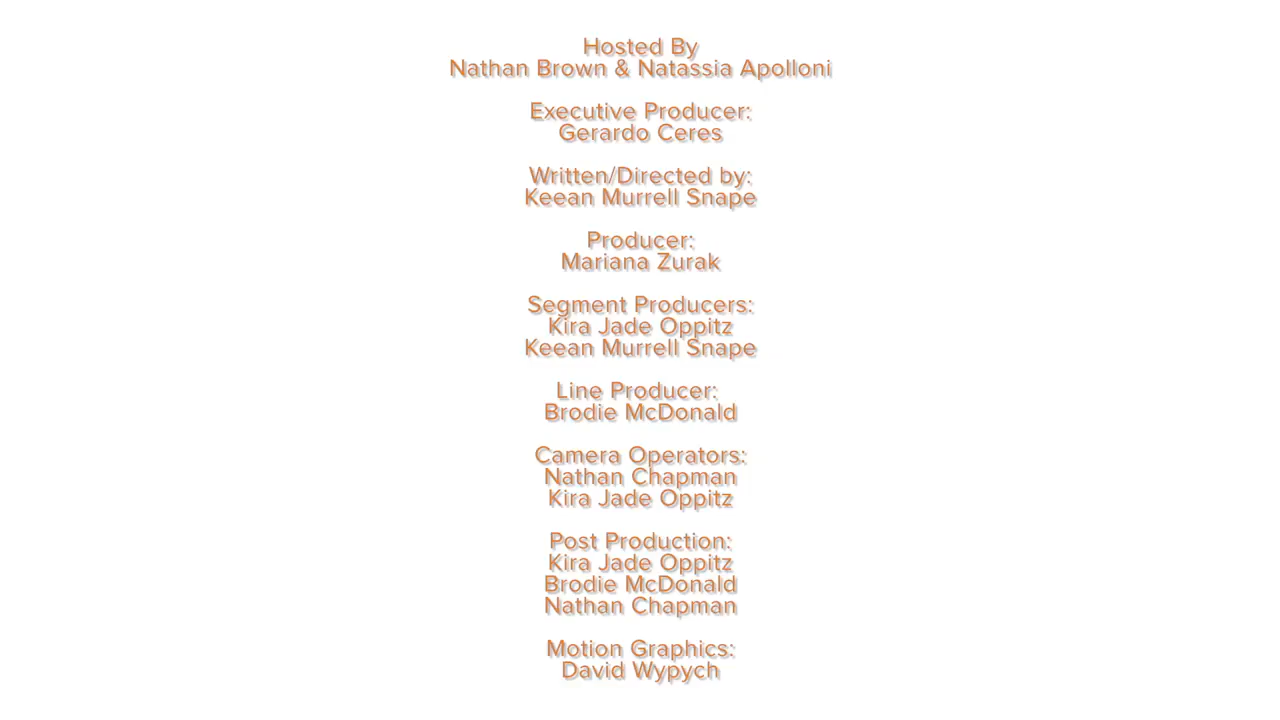 Hosted By
Nathan Brown & Natassia Apolloni
Executive Producer:
Gerardo Ceres
Written/Directed by:
Keean Murrell Snape
Producer:
Mariana Zurak
Segment Producers:
Kira Jade Oppitz
Keean Murrell Snape
Line Producer:
Brodie McDonald
Camera Operators:
Nathan Chapman
Kira Jade Oppitz
Post Production:
Kira Jade Oppitz
Brodie McDonald
Nathan Chapman
Motion Graphics:
David Wypych